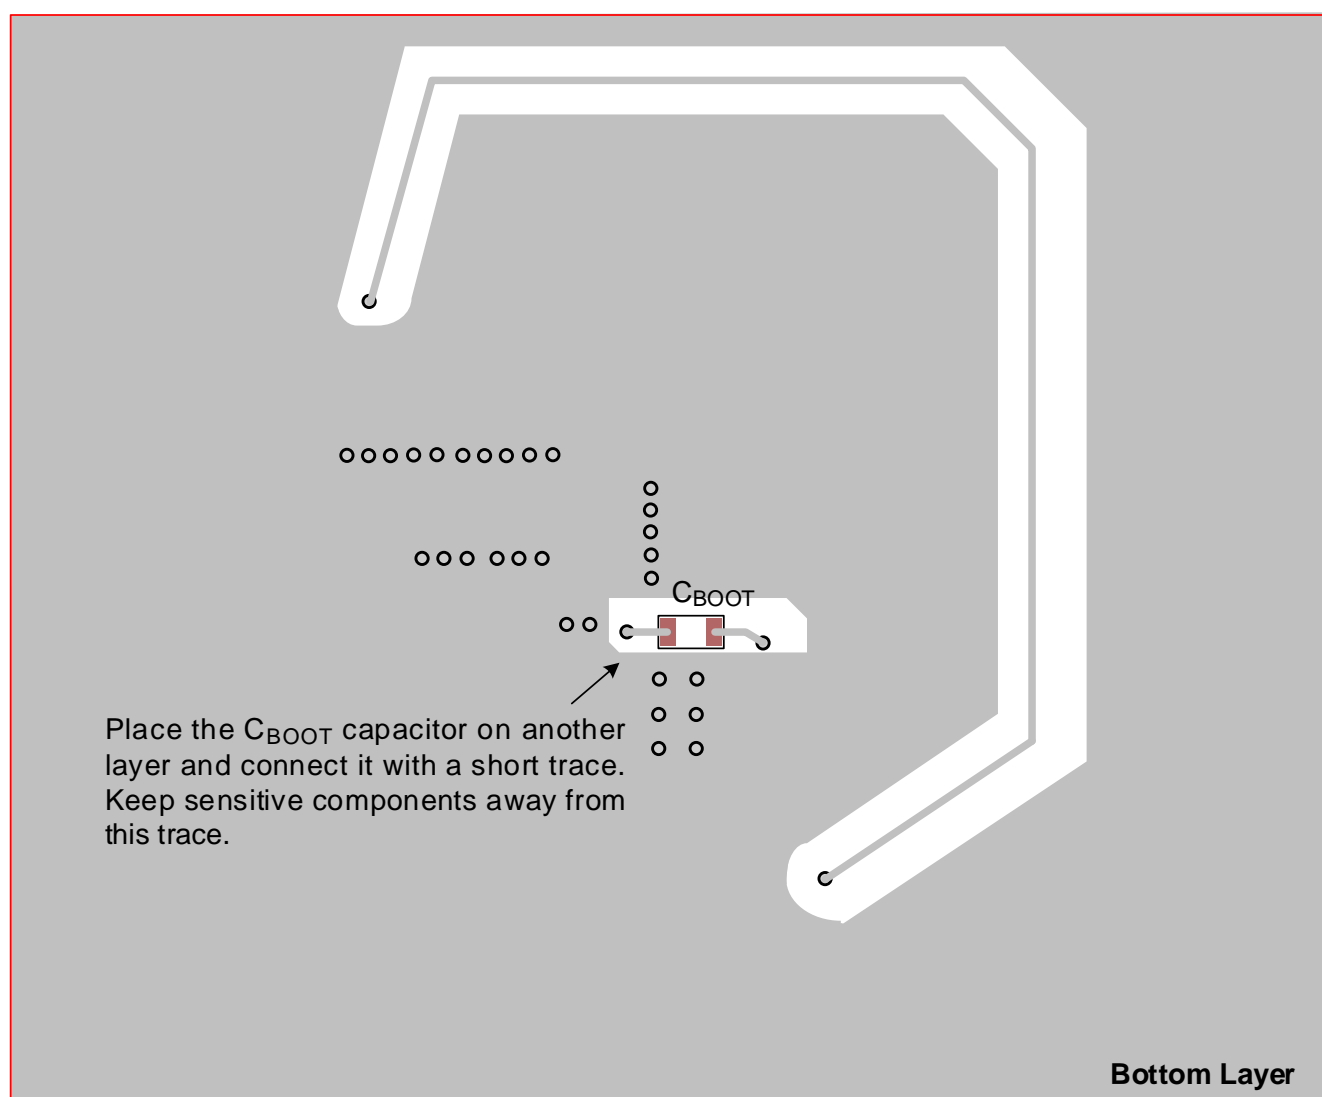 CBOOT
Place the CBOOT capacitor on another
layer and connect it with a short trace.
Keep sensitive components away from
this trace.
Bottom Layer